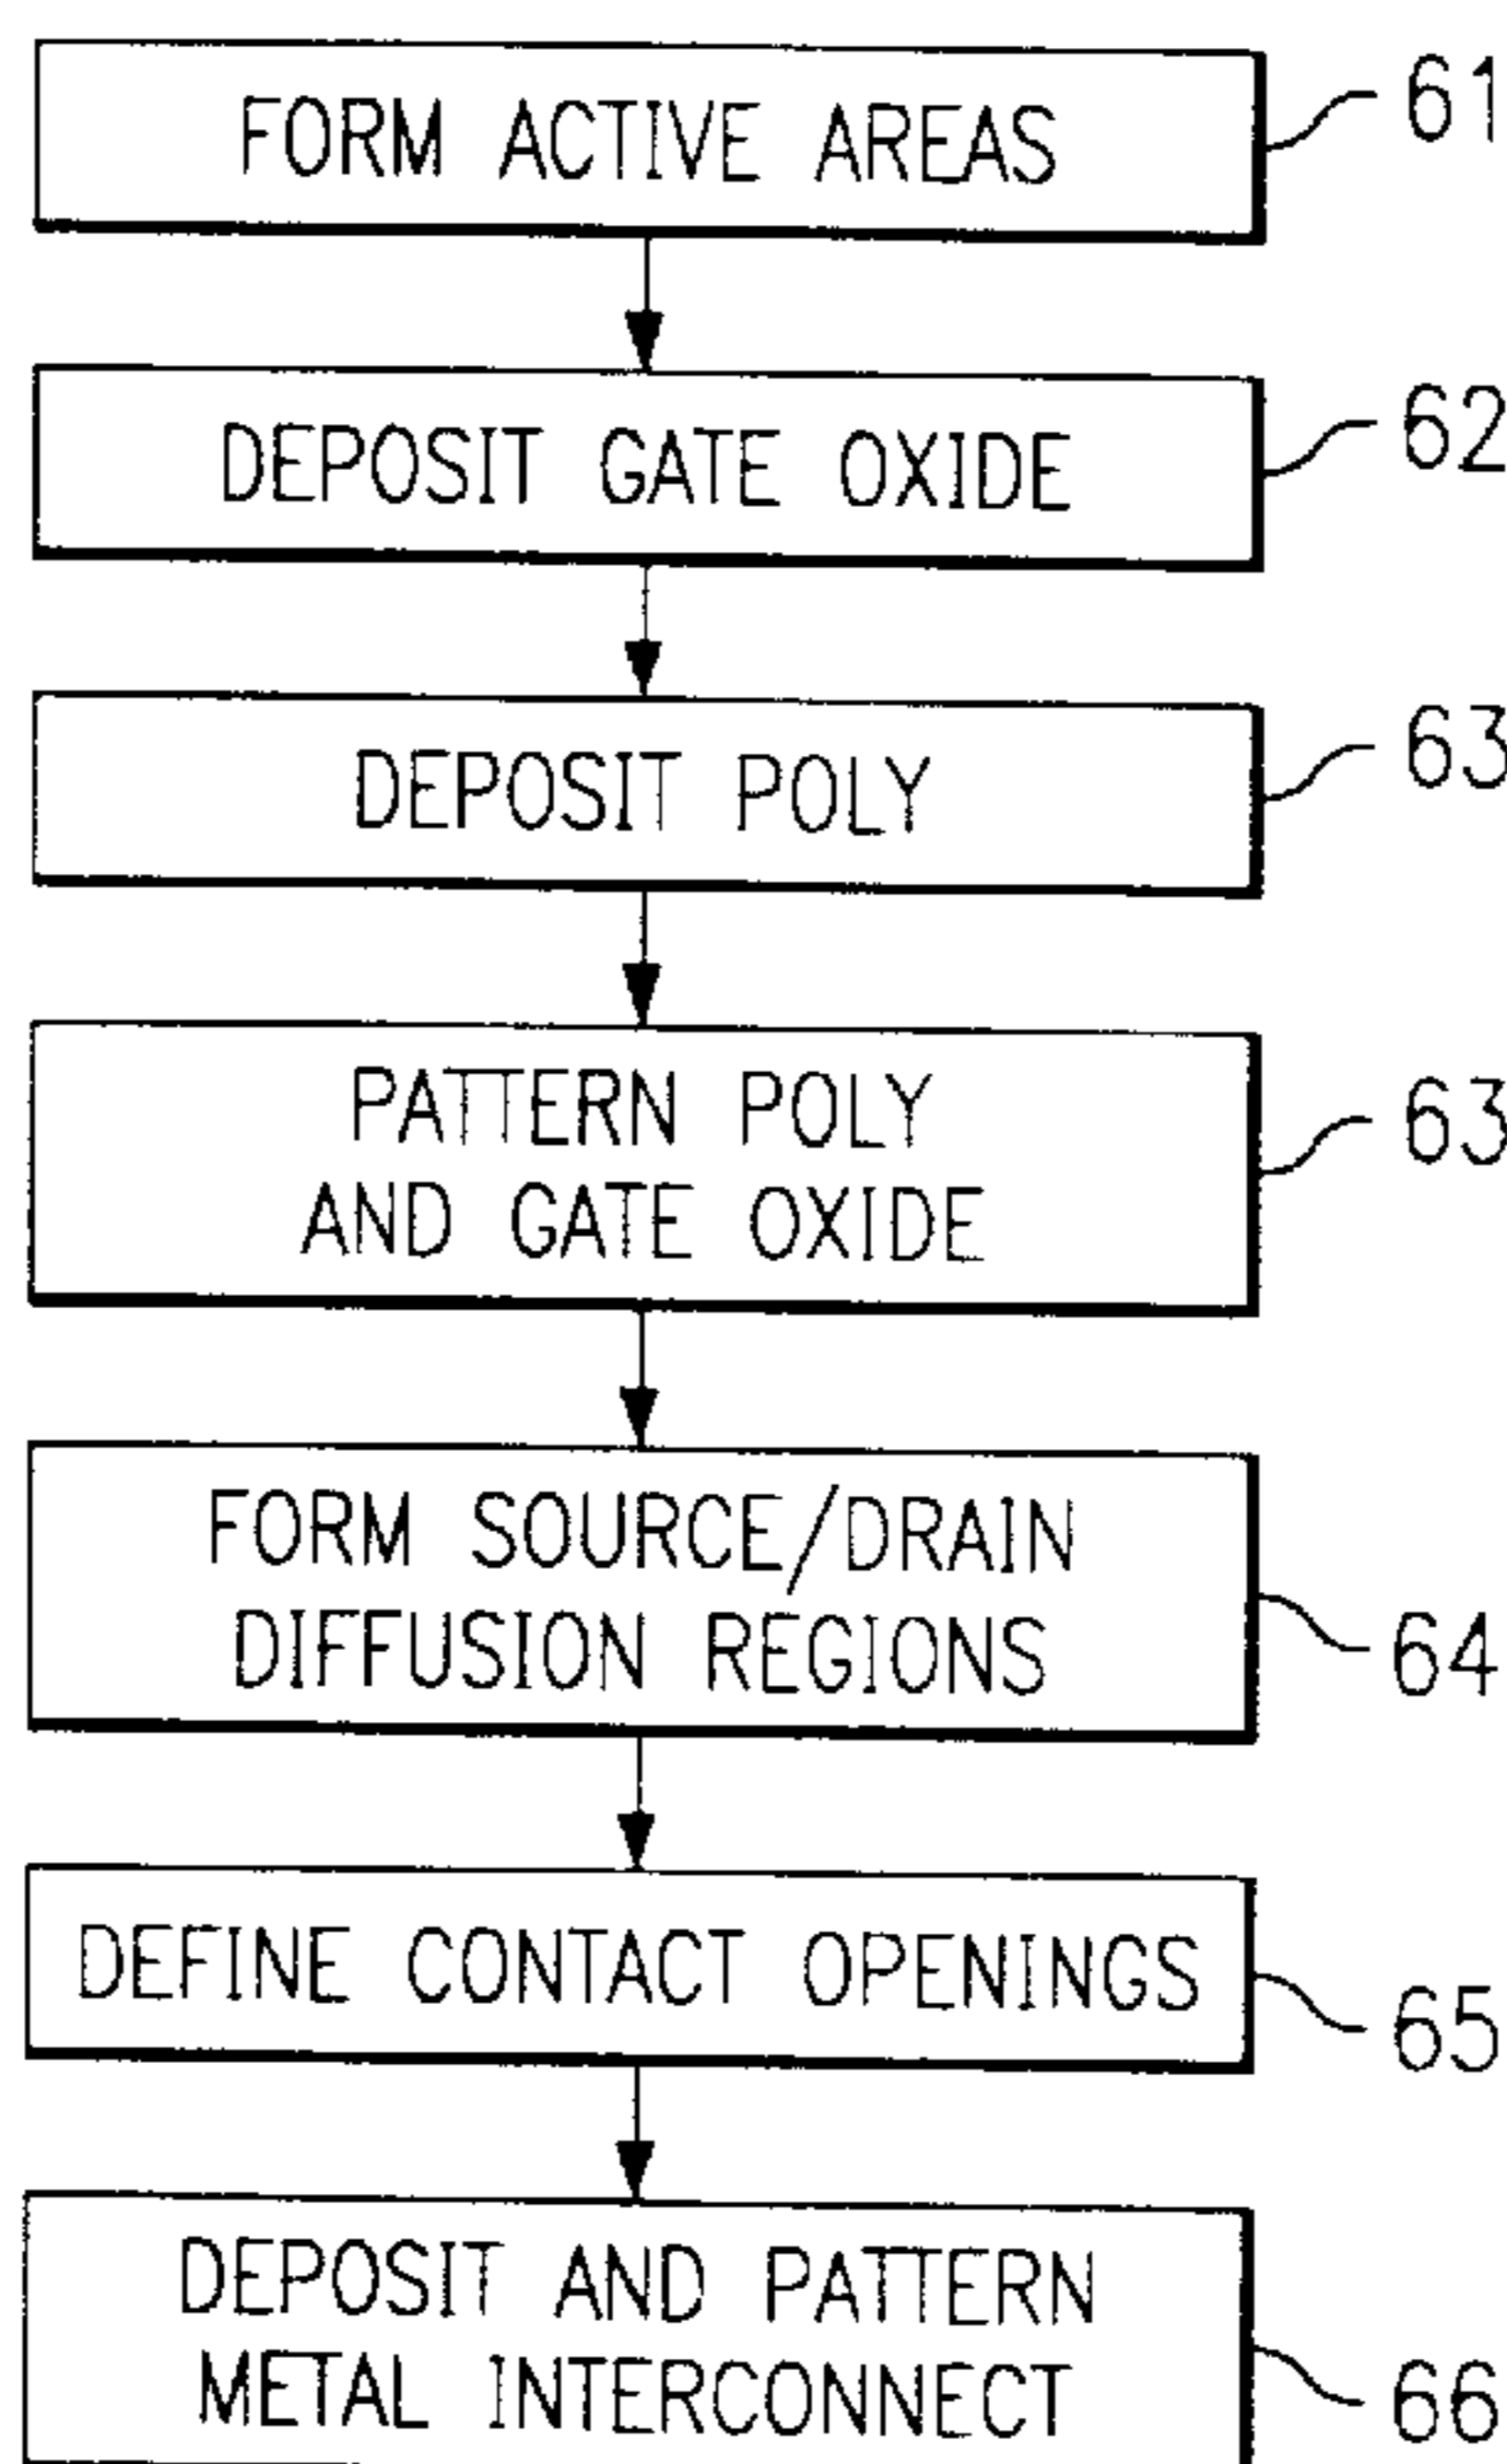 FORM ACTIVE AREAS 61
DEPOSIT GATE OXIDE 62
DEPOSIT POLY 63
PATTERN POLY 63
AND GATE OXIDE
FORM SOURCE/DRAIN
DIFFUSION REGIONS 64
DEFINE CONTACT OPENINGS 65
DEPOSIT AND PATTERN
METAL INTERCONNECT 66